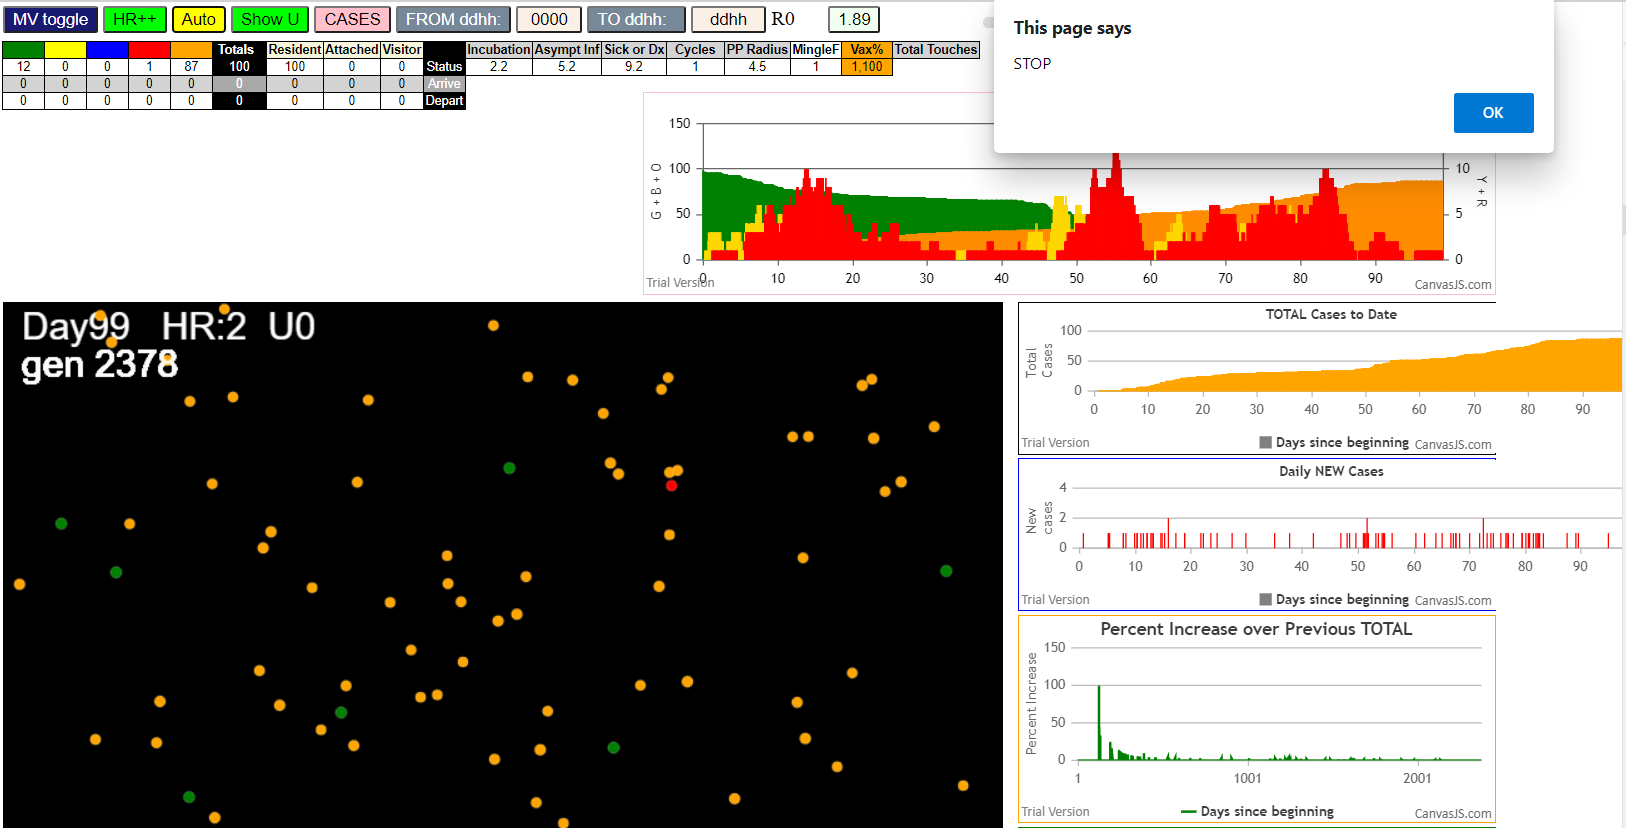 MV toggle HR++ Auto Show U CASES FROM ddhh: 0000 TO ddhh: ddhh R0 1.89
Totals Resident Attached Visitor Incubation Asympt Inf Sick or Dx Cycles PP Radius MingleF Vax% Total Touches
12 0 0 1 87 100 100 0 0 Status 2.2 5.2 9.2 1 4.5 1 1,100
0 0 0 0 0 0 0 0 0 Arrive
0 0 0 0 0 0 0 0 0 Depart
This page says
STOP
OK
150
100
50
0
G + B + O
10
5
0
Y + R
0 10 20 30 40 50 60 70 80 90
Trial Version
CanvasJS.com
Day99 HR:2 U0
gen 2378
TOTAL Cases to Date
Total
Cases
100
50
0
0 10 20 30 40 50 60 70 80 90
Days since beginning
Trial Version
CanvasJS.com
Daily NEW Cases
New
cases
4
2
0
0 10 20 30 40 50 60 70 80 90
Days since beginning
Trial Version
CanvasJS.com
Percent Increase over Previous TOTAL
Percent Increase
150
100
50
0
1 1001 2001
Days since beginning
Trial Version
CanvasJS.com